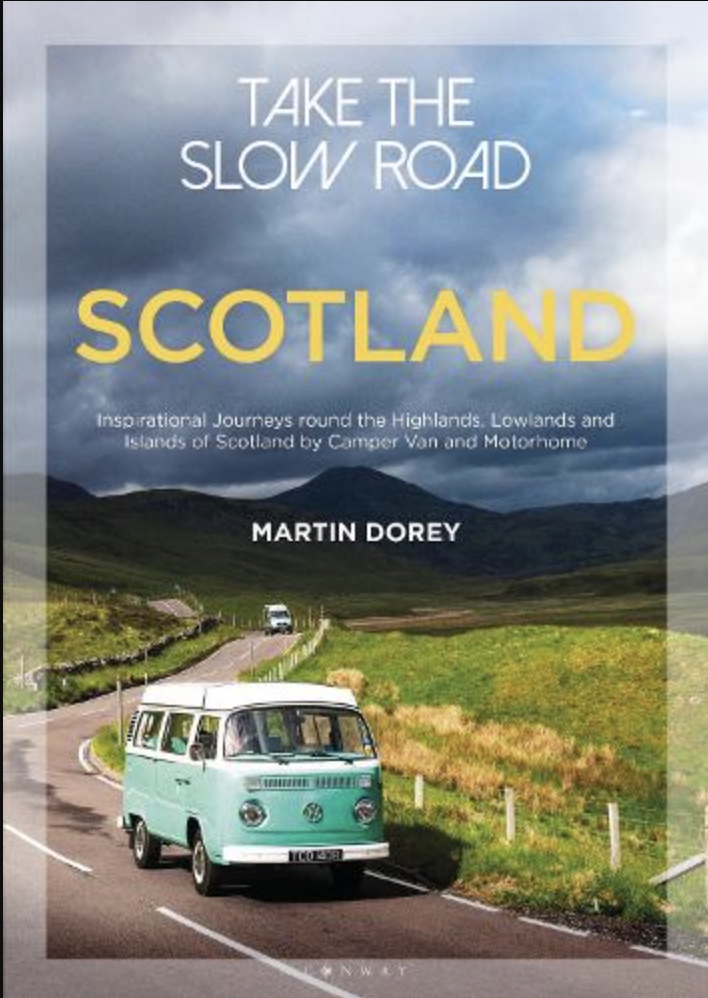 TAKE THE
SLOW ROAD
SCOTLAND
Inspirational Journeys round the Highlands, Lowlands and
Islands of Scotland by Camper Van and Motorhome
MARTIN DOREY
CONWAY